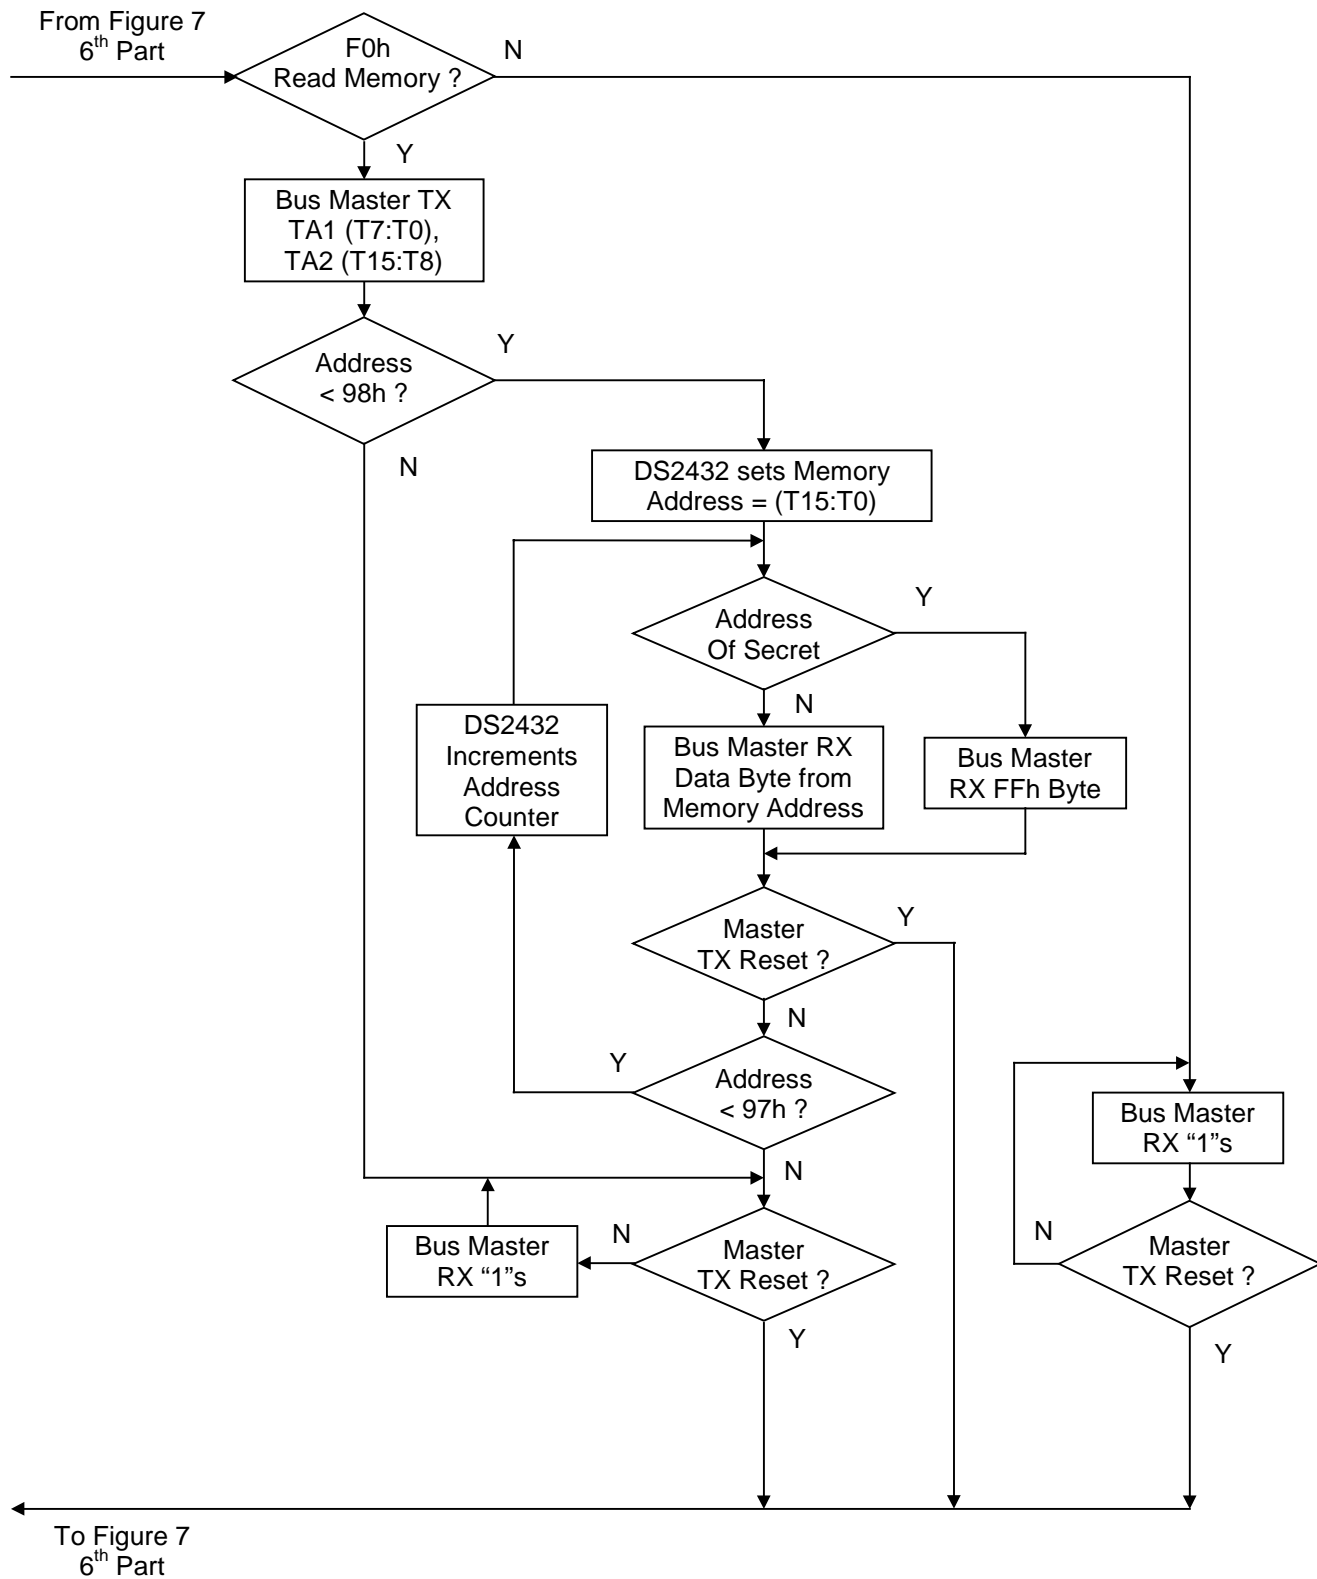 From Figure 7
6th Part
F0h
Read Memory ?
N
Y
Bus Master TX
TA1 (T7:T0),
TA2 (T15:T8)
Address
< 98h ?
Y
N
DS2432 sets Memory
Address = (T15:T0)
Address
Of Secret
Y
N
DS2432
Increments
Address
Counter
Bus Master RX
Data Byte from
Memory Address
Bus Master
RX FFh Byte
Master
TX Reset ?
Y
N
Address
< 97h ?
Y
N
Bus Master
RX “1”s
N
Master
TX Reset ?
Y
Bus Master
RX “1”s
N
Master
TX Reset ?
Y
To Figure 7
6th Part